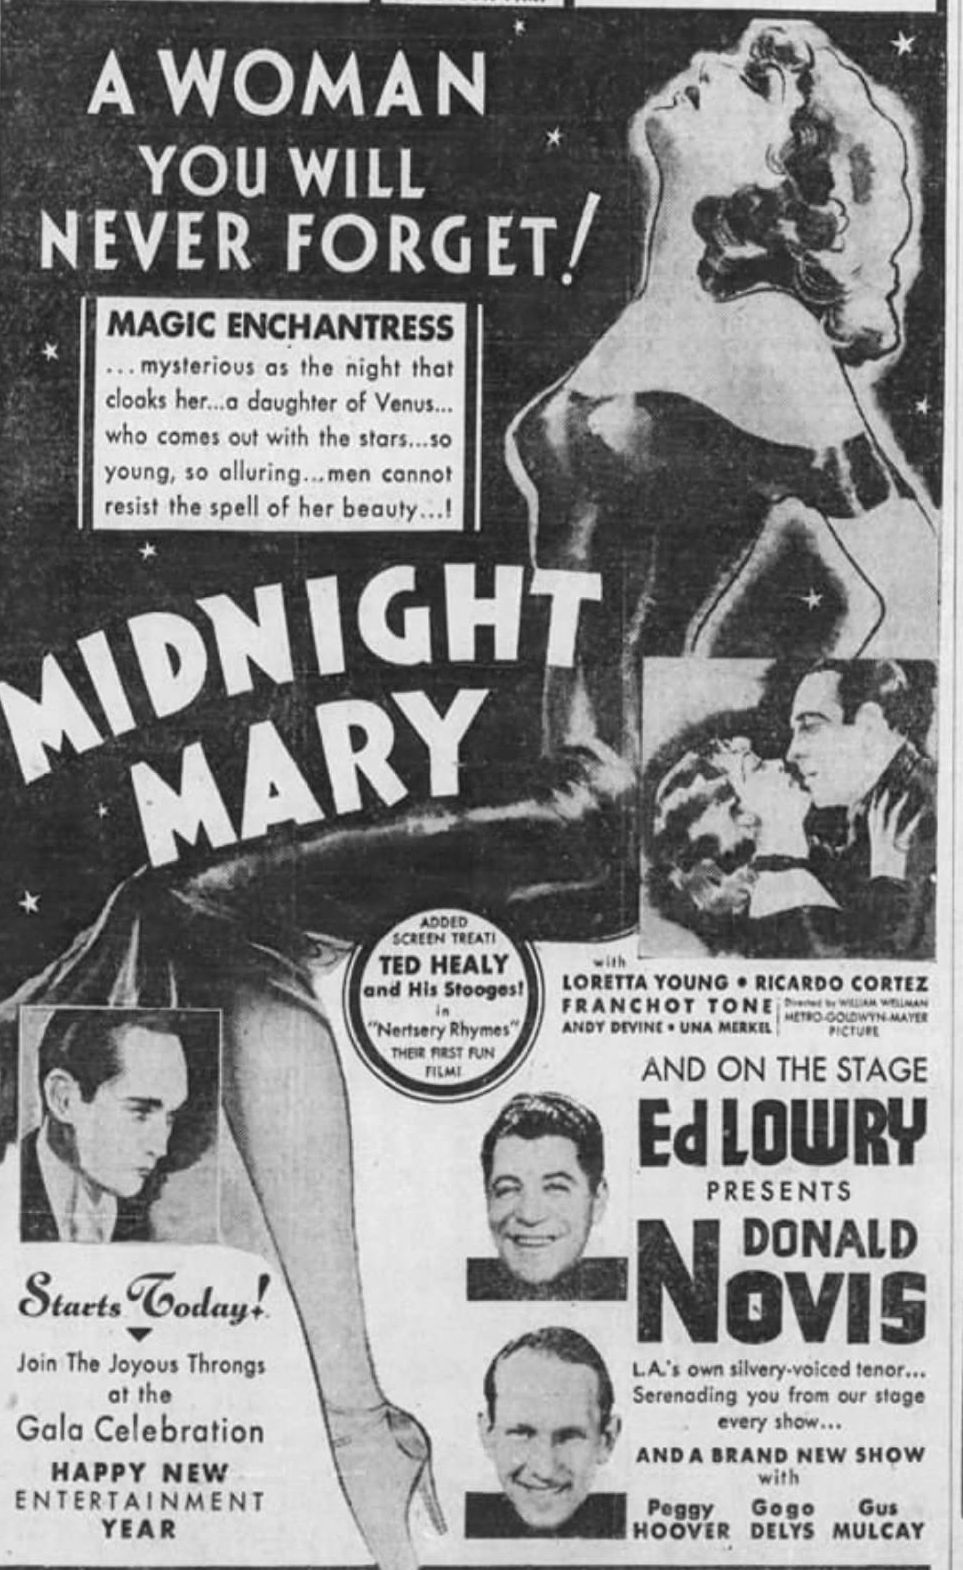 A WOMAN
YOU WILL
NEVER FORGET!
MAGIC ENCHANTRESS
...mysterious as the night that
cloaks her...a daughter of Venus...
who comes out with the stars...so
young, so alluring...men cannot
resist the spell of her beauty...!
MIDNIGHT
MARY
ADDED
SCREEN TREAT!
TED HEALY
and His Stooges!
in
"Nertsery Rhymes"
THEIR FIRST FUN
FILM!
with
LORETTA YOUNG • RICARDO CORTEZ
FRANCHOT TONE
ANDY DEVINE • UNA MERKEL
Directed by WILLIAM WELLMAN
METRO-GOLDWYN-MAYER
PICTURE
AND ON THE STAGE
Ed LOWRY
PRESENTS
DONALD
NOVIS
L.A.'s own silvery-voiced tenor...
Serenading you from our stage
every show...
AND A BRAND NEW SHOW
with
Peggy HOOVER
Gogo DELYS
Gus MULCAY
Starts Today!
Join The Joyous Throngs
at the
Gala Celebration
HAPPY NEW
ENTERTAINMENT
YEAR